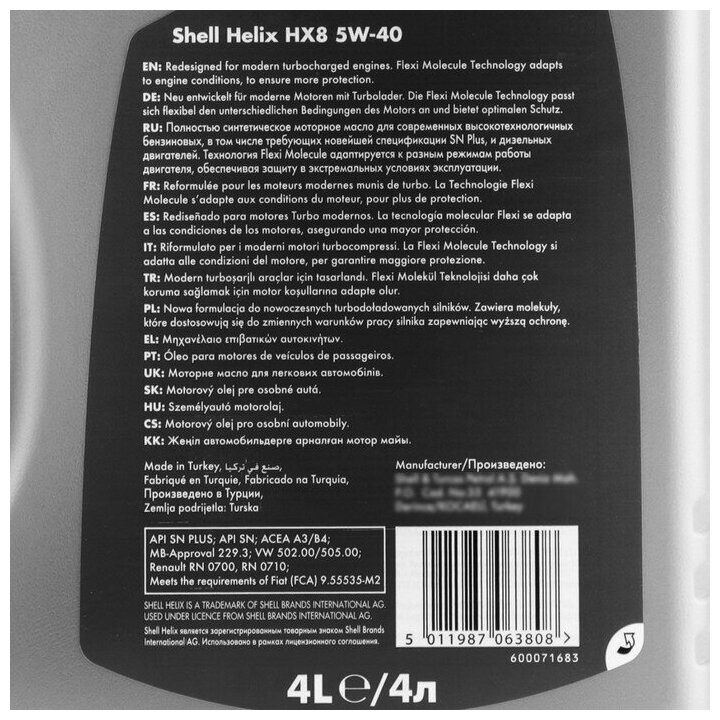 Shell Helix HX8 5W-40
EN: Redesigned for modern turbocharged engines. Flexi Molecule Technology adapts
to engine conditions, to ensure more protection.
DE: Neu entwickelt für moderne Motoren mit Turbolader. Die Flexi Molecule Technology passt
sich flexibel den unterschiedlichen Bedingungen des Motors an und bietet optimalen Schutz.
RU: Полностью синтетическое моторное масло для современных высокотехнологичных
бензиновых, в том числе требующих новейшей спецификации SN Plus, и дизельных
двигателей. Технология Flexi Molecule адаптируется к разным режимам работы
двигателя, обеспечивая защиту в экстремальных условиях эксплуатации.
FR: Reformulée pour les moteurs modernes munis de turbo. La Technologie Flexi
Molecule s'adapte aux conditions du moteur, pour plus de protection.
ES: Rediseñado para motores Turbo modernos. La tecnología molecular Flexi se adapta
a las condiciones de los motores, asegurando una mayor protección.
IT: Riformulato per i moderni motori turbocompressi. La Flexi Molecule Technology si
adatta alle condizioni del motore, per garantire maggiore protezione.
TR: Modern turboşarjlı araçlar için tasarlandı. Flexi Molekül Teknolojisi daha çok
koruma sağlamak için motor koşullarına adapte olur.
PL: Nowa formulacja do nowoczesnych turbodoładowanych silników. Zawiera molekuły,
które dostosowują się do zmiennych warunków pracy silnika zapewniając wyższą ochronę.
EL: Μηχανέλαιο επιβατικών αυτοκινήτων.
PT: Óleo para motores de veículos de passageiros.
UK: Моторне масло для легкових автомобілів.
SK: Motorový olej pre osobné autá.
HU: Személyautó motorolaj.
CS: Motorový olej pro osobní automobily.
KK: Жеңіл автомобильдерге арналған мотор майы.
Made in Turkey, صنع في تركيا,
Fabriqué en Turquie, Fabricado na Turquia,
Произведено в Турции,
Zemlja podrijetla: Turska
Manufacturer/Произведено:
API SN PLUS; API SN; ACEA A3/B4;
MB-Approval 229.3; VW 502.00/505.00;
Renault RN 0700, RN 0710;
Meets the requirements of Fiat (FCA) 9.55535-M2
SHELL HELIX IS A TRADEMARK OF SHELL BRANDS INTERNATIONAL AG.
USED UNDER LICENCE FROM SHELL BRANDS INTERNATIONAL AG.
Shell Helix является зарегистрированным товарным знаком Shell Brands
International AG. Использовано в рамках лицензионного соглашения.
5 011987 063808 >
600071683
4L℮/4л